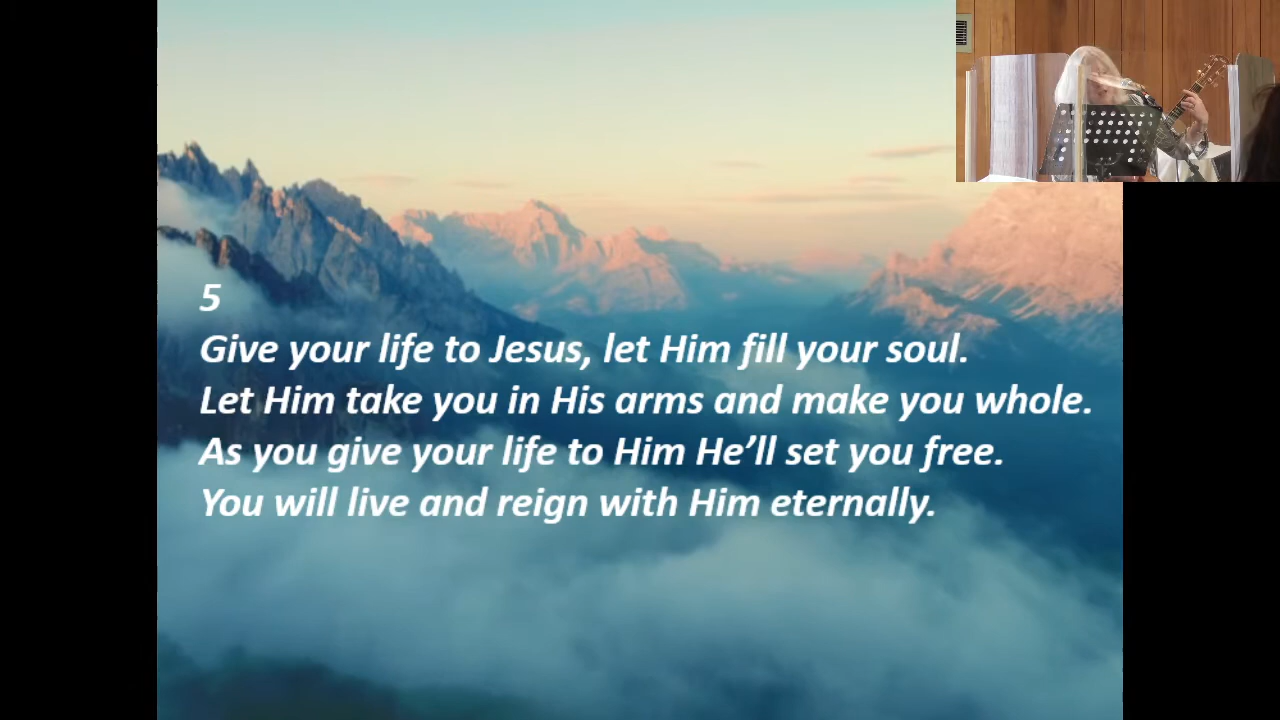 5
Give your life to Jesus, let Him fill your soul.
Let Him take you in His arms and make you whole.
As you give your life to Him He’ll set you free.
You will live and reign with Him eternally.